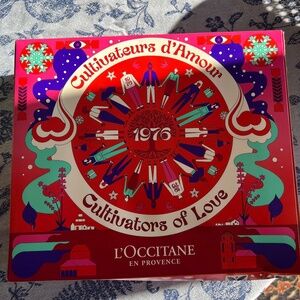 Cultivateurs d'Amour
1976
Cultivators of Love
L'OCCITANE
EN PROVENCE